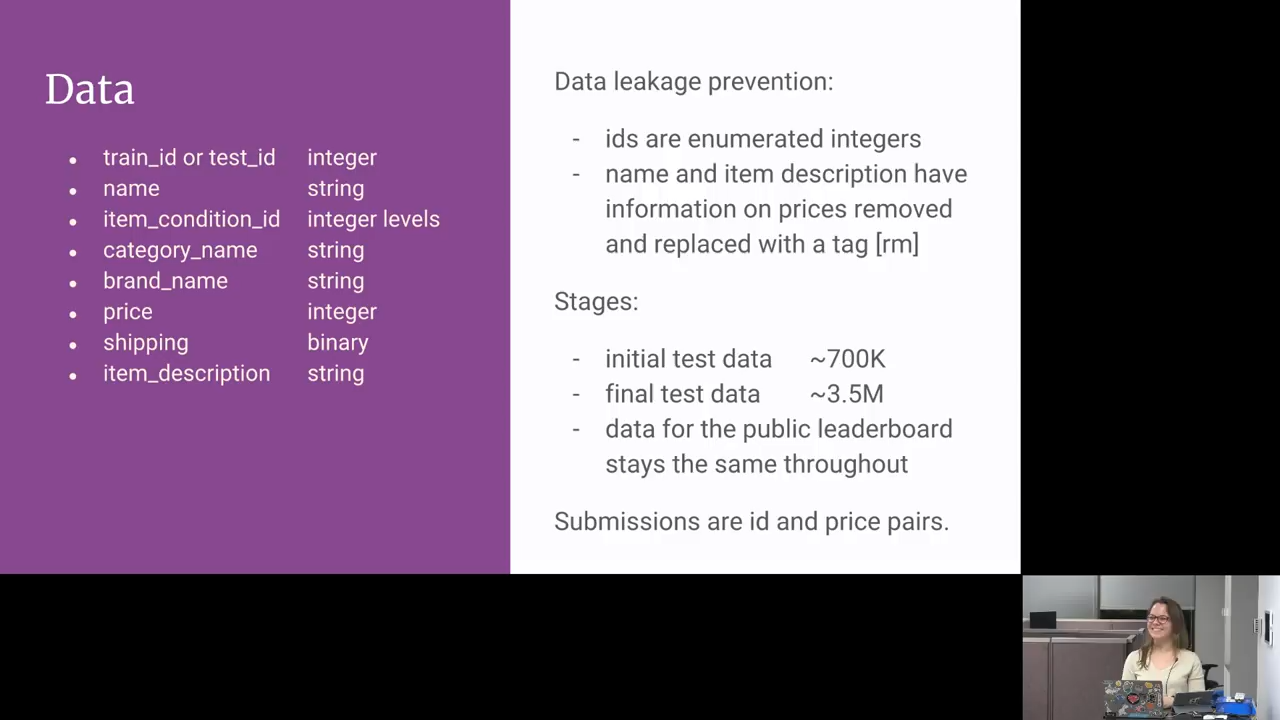 Data
• train_id or test_id integer
• name string
• item_condition_id integer levels
• category_name string
• brand_name string
• price integer
• shipping binary
• item_description string
Data leakage prevention:
- ids are enumerated integers
- name and item description have
information on prices removed
and replaced with a tag [rm]
Stages:
- initial test data ~700K
- final test data ~3.5M
- data for the public leaderboard
stays the same throughout
Submissions are id and price pairs.